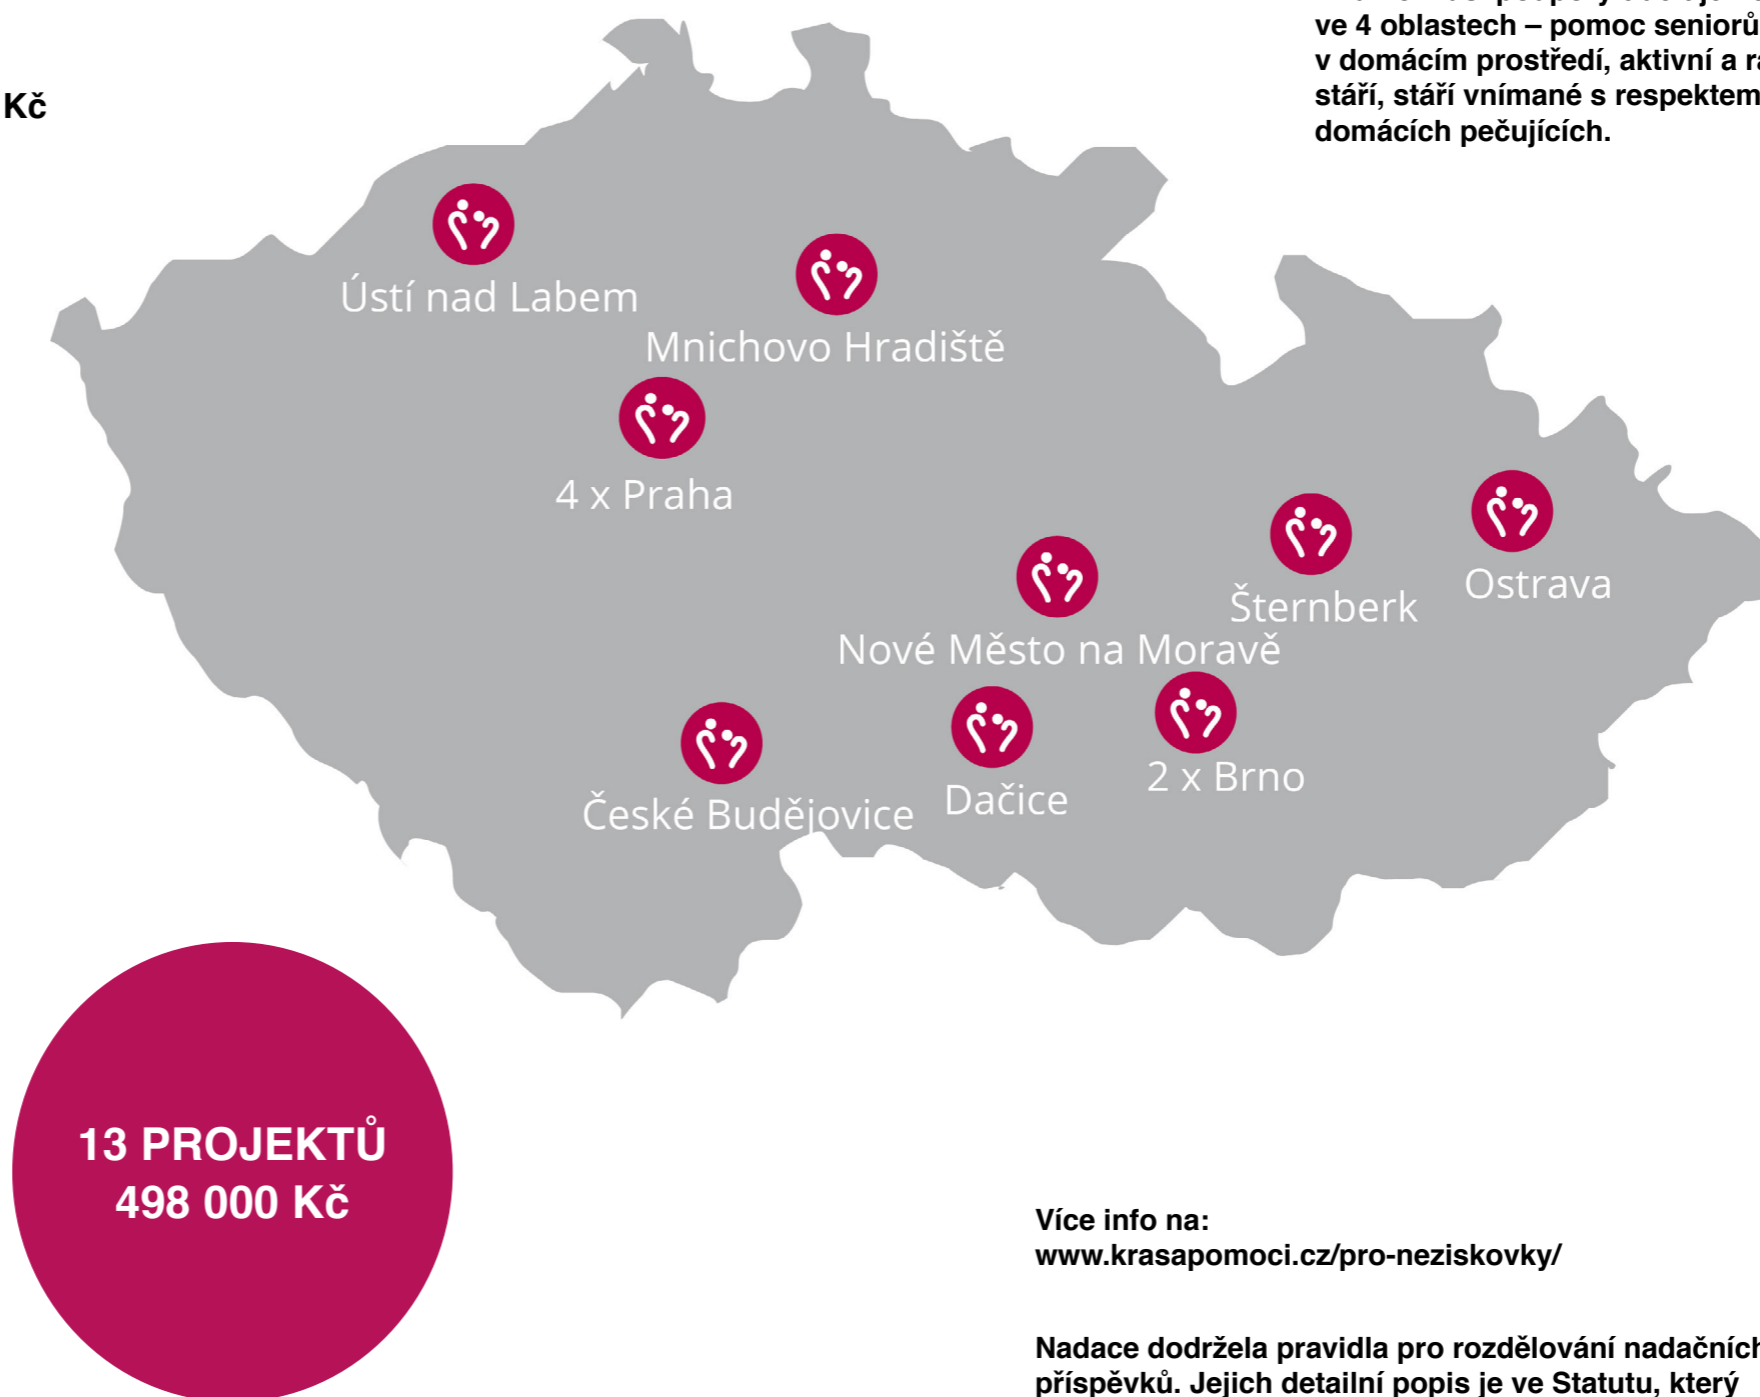 ve 4 oblastech – pomoc seniorů
v domácím prostředí, aktivní a
stáří, stáří vnímané s respektem
domácích pečujících.
Kč
Ústí nad Labem
Mnichovo Hradiště
4 x Praha
Šternberk
Ostrava
Nové Město na Moravě
České Budějovice
Dačice
2 x Brno
13 PROJEKTŮ
498 000 Kč
Více info na:
www.krasapomoci.cz/pro-neziskovky/
Nadace dodržela pravidla pro rozdělování nadačních
příspěvků. Jejich detailní popis je ve Statutu, který